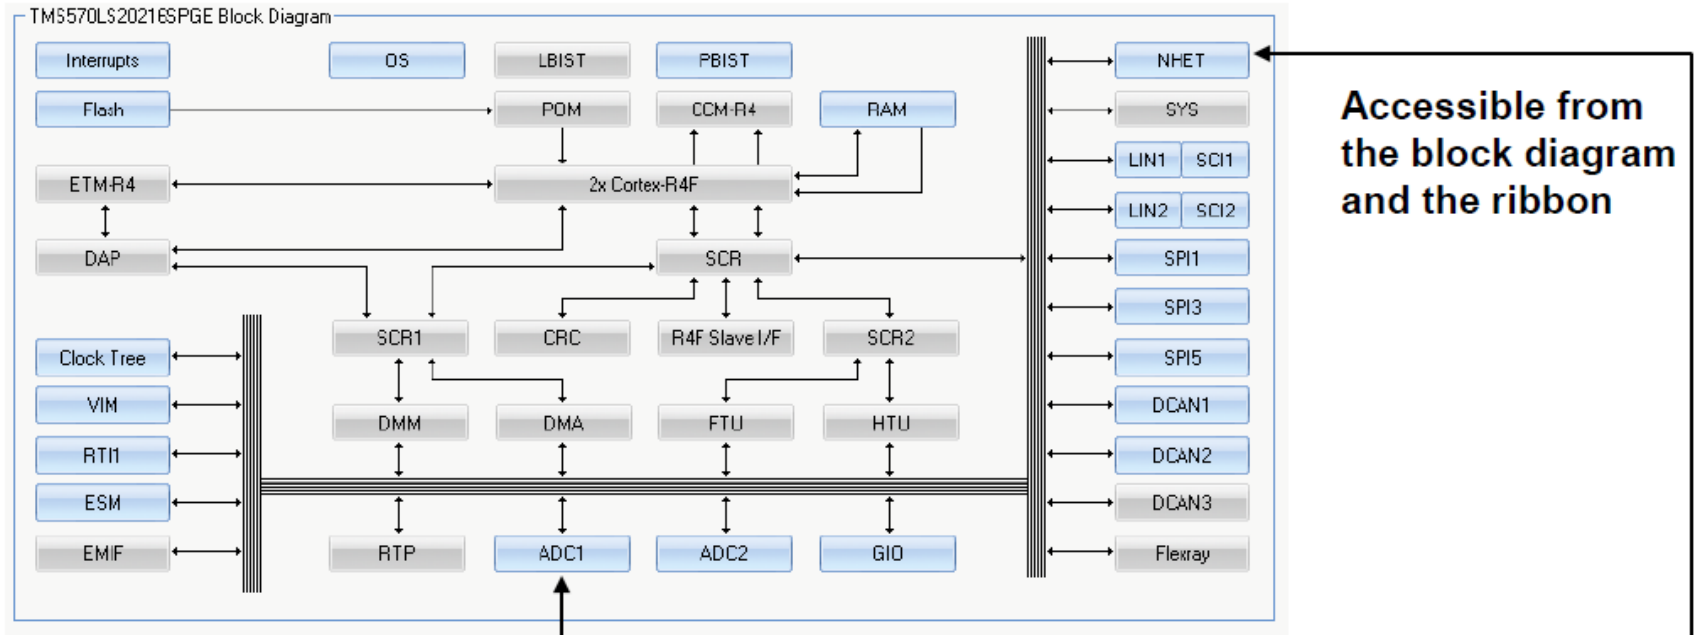 TMS570LS20216SPGE Block Diagram
Interrupts
OS
LBIST
PBIST
NHET
Flash
POM
CCM-R4
RAM
SYS
LIN1
SCI1
ETM-R4
2x Cortex-R4F
LIN2
SCI2
DAP
SCR
SPI1
SPI3
SCR1
CRC
R4F Slave I/F
SCR2
Clock Tree
SPI5
VIM
DMM
DMA
FTU
HTU
DCAN1
RTI1
DCAN2
ESM
DCAN3
EMIF
RTP
ADC1
ADC2
GIO
Flexray
Accessible from
the block diagram
and the ribbon